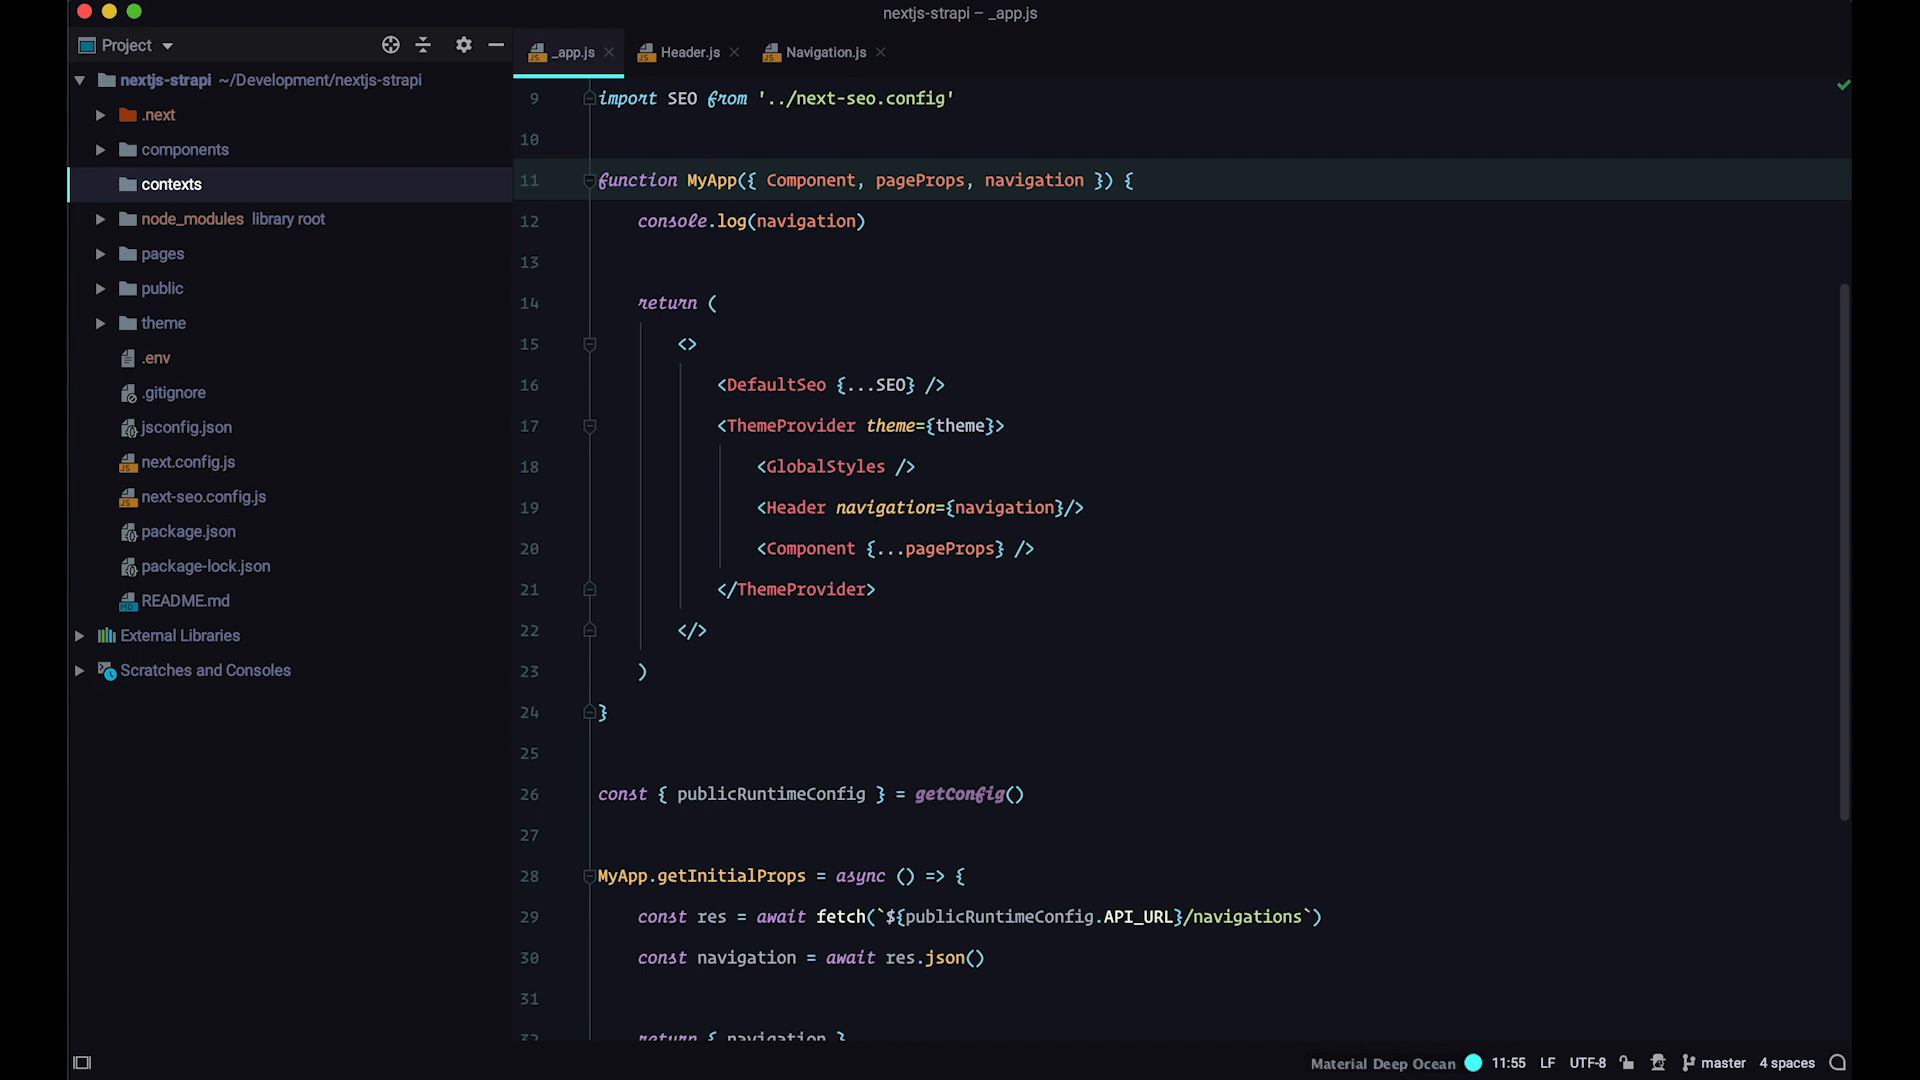 nextjs-strapi – _app.js
Project
nextjs-strapi ~/Development/nextjs-strapi
.next
components
contexts
node_modules library root
pages
public
theme
.env
.gitignore
jsconfig.json
next.config.js
next-seo.config.js
package.json
package-lock.json
README.md
External Libraries
Scratches and Consoles
_app.js
Header.js
Navigation.js
9 import SEO from '../next-seo.config'
10
11 function MyApp({ Component, pageProps, navigation }) {
12 console.log(navigation)
13
14 return (
15 <>
16 <DefaultSeo {...SEO} />
17 <ThemeProvider theme={theme}>
18 <GlobalStyles />
19 <Header navigation={navigation}/>
20 <Component {...pageProps} />
21 </ThemeProvider>
22 </>
23 )
24 }
25
26 const { publicRuntimeConfig } = getConfig()
27
28 MyApp.getInitialProps = async () => {
29 const res = await fetch(`${publicRuntimeConfig.API_URL}/navigations`)
30 const navigation = await res.json()
31
32 return { navigation }
Material Deep Ocean 11:55 LF UTF-8 master 4 spaces